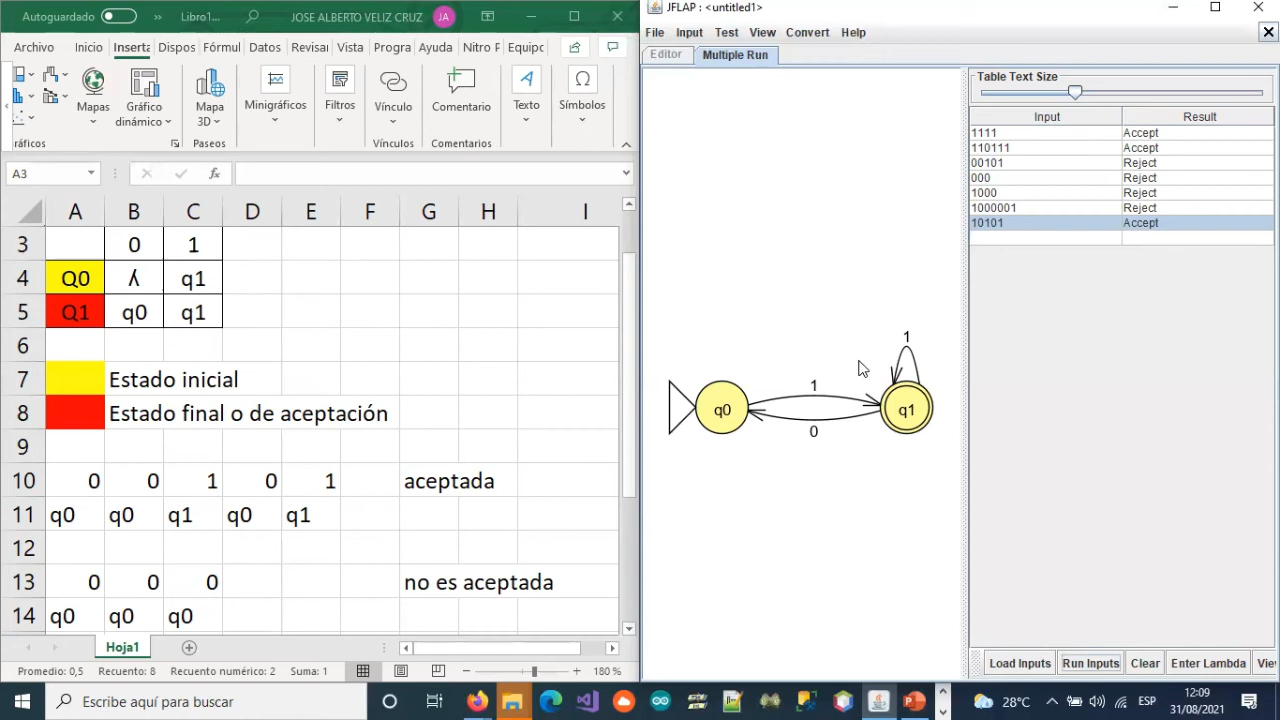 Autoguardado Libro1... JOSE ALBERTO VELIZ CRUZ JA
Archivo Inicio Inserta Dispos Fórmul Datos Revisar Vista Progra Ayuda Nitro P Equipc
Mapas
Gráfico
dinámico
Mapa
3D
Minigráficos
Filtros
Vínculo
Comentario
Texto
Símbolos
ráficos
Paseos
Vínculos
Comentarios
A3
fx
A B C D E F G H I
3 0 1
4 Q0 ʎ q1
5 Q1 q0 q1
6
7 Estado inicial
8 Estado final o de aceptación
9
10 0 0 1 0 1 aceptada
11 q0 q0 q1 q0 q1
12
13 0 0 0 no es aceptada
14 q0 q0 q0
Hoja1
Promedio: 0,5 Recuento: 8 Recuento numérico: 2 Suma: 1 180 %
JFLAP : <untitled1>
File Input Test View Convert Help
Editor Multiple Run
1
1
q0
q1
0
Table Text Size
Input Result
1111 Accept
110111 Accept
00101 Reject
000 Reject
1000 Reject
1000001 Reject
10101 Accept
Load Inputs Run Inputs Clear Enter Lambda Viev
Escribe aquí para buscar
28°C
ESP
12:09
31/08/2021